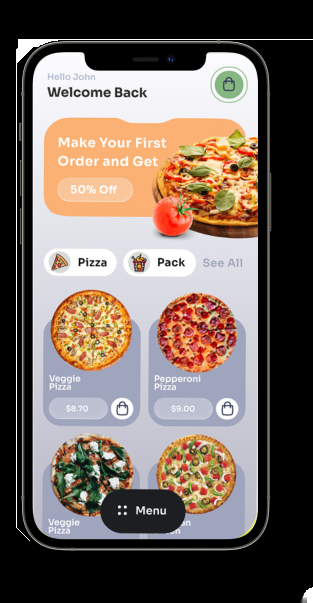 Hello John
Welcome Back
Make Your First
Order and Get
50% Off
Pizza
Pack
See All
Veggie
Pizza
$8.70
Pepperoni
Pizza
$9.00
Veggie
Pizza
Menu